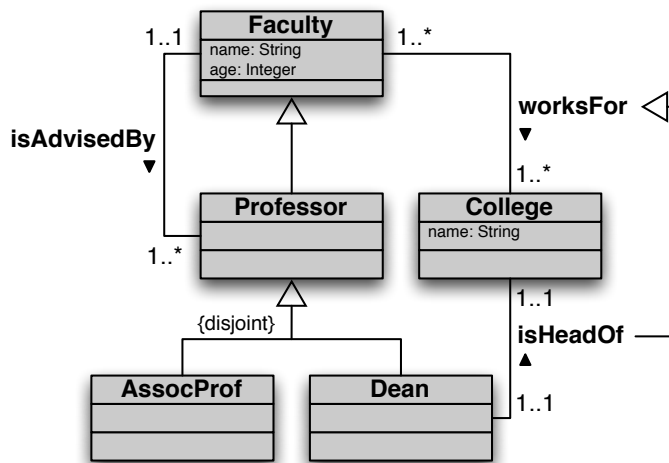 Faculty
1..1
name: String
age: Integer
1..*
isAdvisedBy
worksFor
1..*
1..*
Professor
College
name: String
1..1
{disjoint}
isHeadOf
AssocProf
Dean
1..1